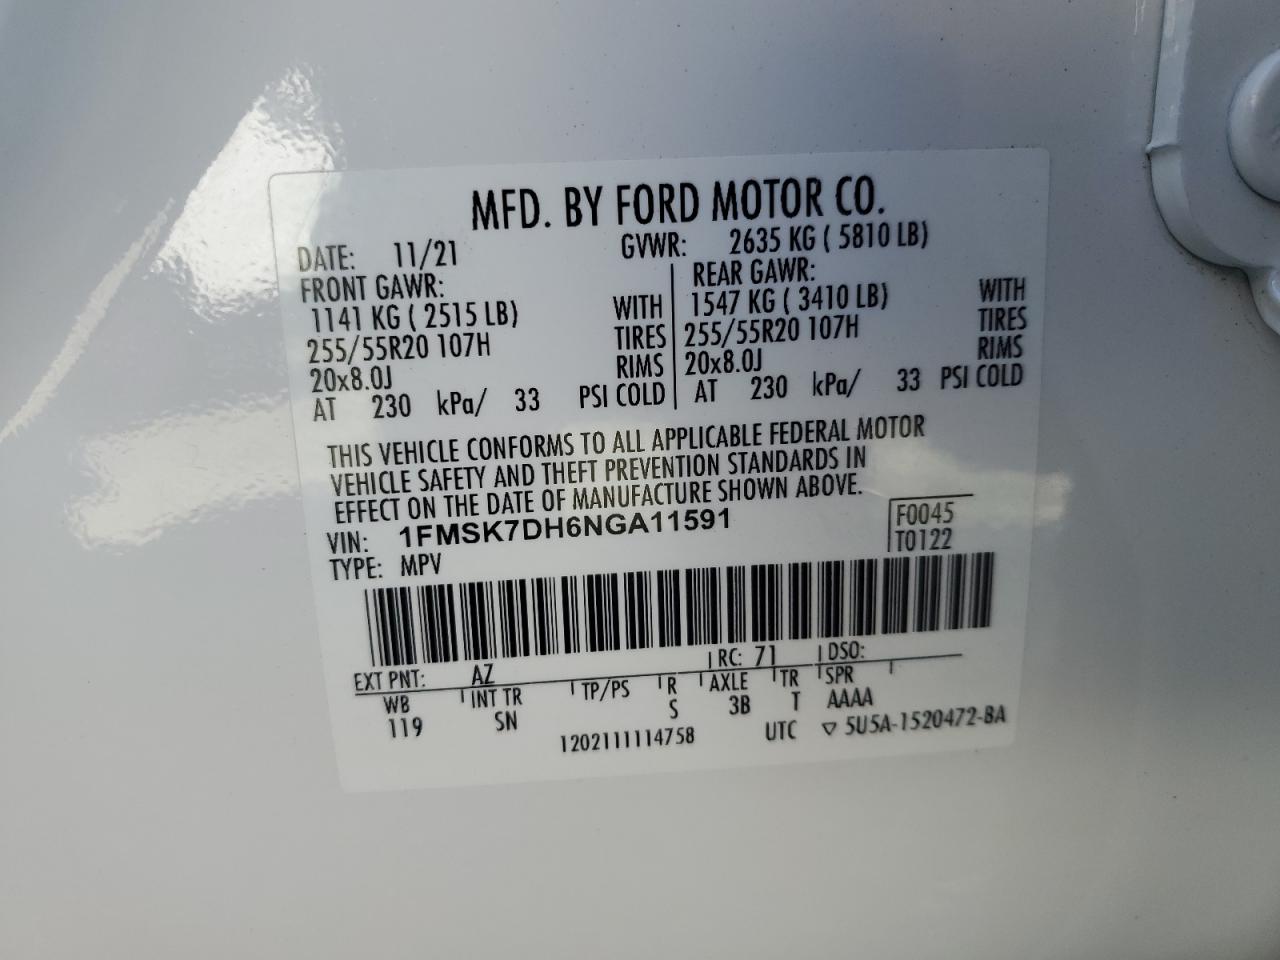 MFD. BY FORD MOTOR CO.
DATE: 11/21 GVWR: 2635 KG ( 5810 LB)
FRONT GAWR: REAR GAWR:
1141 KG ( 2515 LB) WITH 1547 KG ( 3410 LB) WITH
255/55R20 107H TIRES 255/55R20 107H TIRES
20x8.0J RIMS 20x8.0J RIMS
AT 230 kPa/ 33 PSI COLD AT 230 kPa/ 33 PSI COLD
THIS VEHICLE CONFORMS TO ALL APPLICABLE FEDERAL MOTOR
VEHICLE SAFETY AND THEFT PREVENTION STANDARDS IN
EFFECT ON THE DATE OF MANUFACTURE SHOWN ABOVE.
VIN: 1FMSK7DH6NGA11591 F0045
TYPE: MPV T0122
EXT PNT: AZ RC: 71 DSO:
WB INT TR TP/PS R AXLE TR SPR
119 SN S 3B T AAAA
1202111114758 UTC ▽ 5U5A-1520472-BA